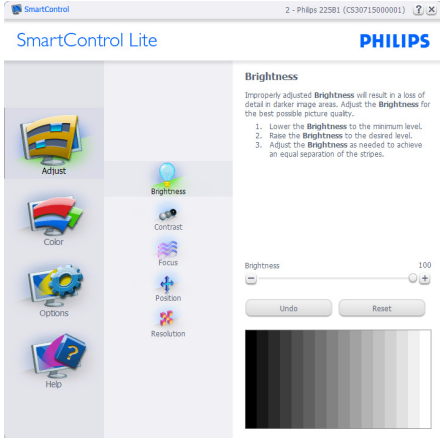 SmartControl
2 - Philips 225B1 (CS30715000001)
SmartControl Lite
PHILIPS
Adjust
Color
Options
Help
Brightness
Contrast
Focus
Position
Resolution
Brightness
Improperly adjusted Brightness will result in a loss of
detail in darker image areas. Adjust the Brightness for
the best possible picture quality.
1. Lower the Brightness to the minimum level.
2. Raise the Brightness to the desired level.
3. Adjust the Brightness as needed to achieve
an equal separation of the stripes.
Brightness 100
Undo
Reset